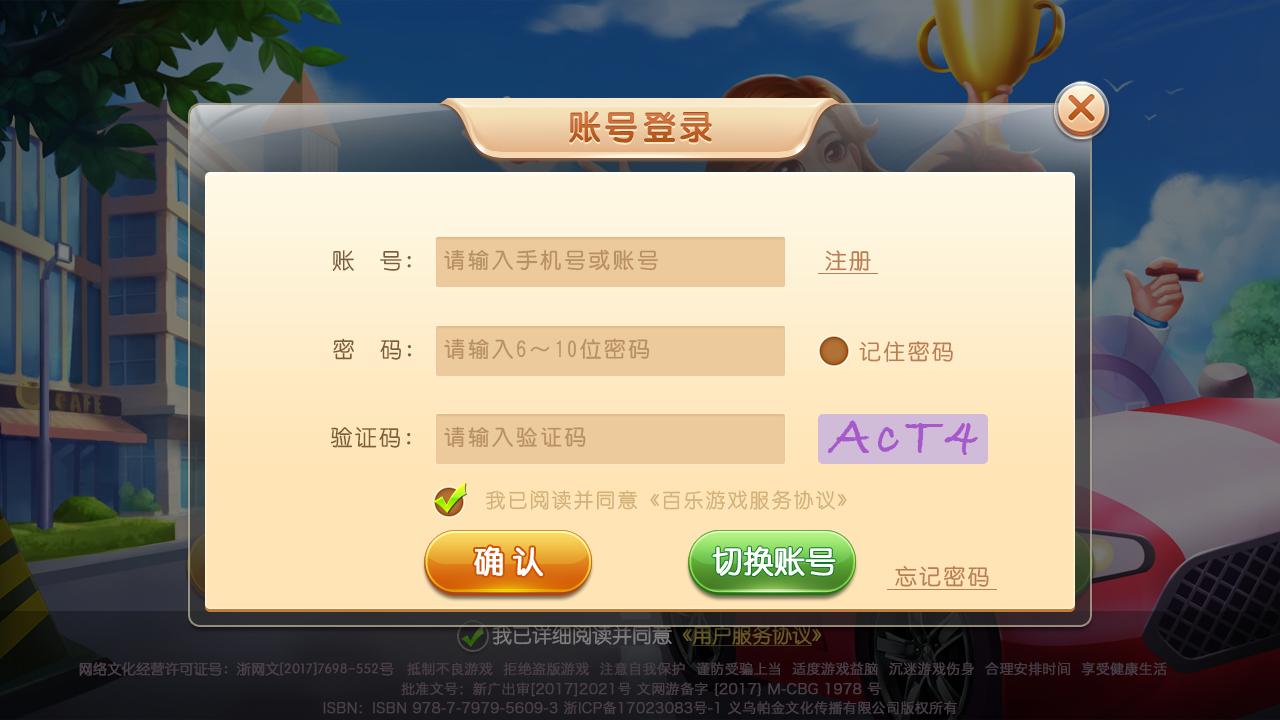 账号登录
账 号：请输入手机号或账号 注册
密 码：请输入6～10位密码 记住密码
验证码：请输入验证码 AcT4
我已阅读并同意《百乐游戏服务协议》
确认 切换账号 忘记密码
CAFE
我已详细阅读并同意《用户服务协议》
网络文化经营许可证号：浙网文[2017]7698-552号 抵制不良游戏 拒绝盗版游戏 注意自我保护 谨防受骗上当 适度游戏益脑 沉迷游戏伤身 合理安排时间 享受健康生活
批准文号：新广出审[2017]2021号 文网游备字 [2017] M-CBG 1978 号
ISBN：ISBN 978-7-7979-5609-3 浙ICP备17023083号-1 义乌帕金文化传播有限公司版权所有